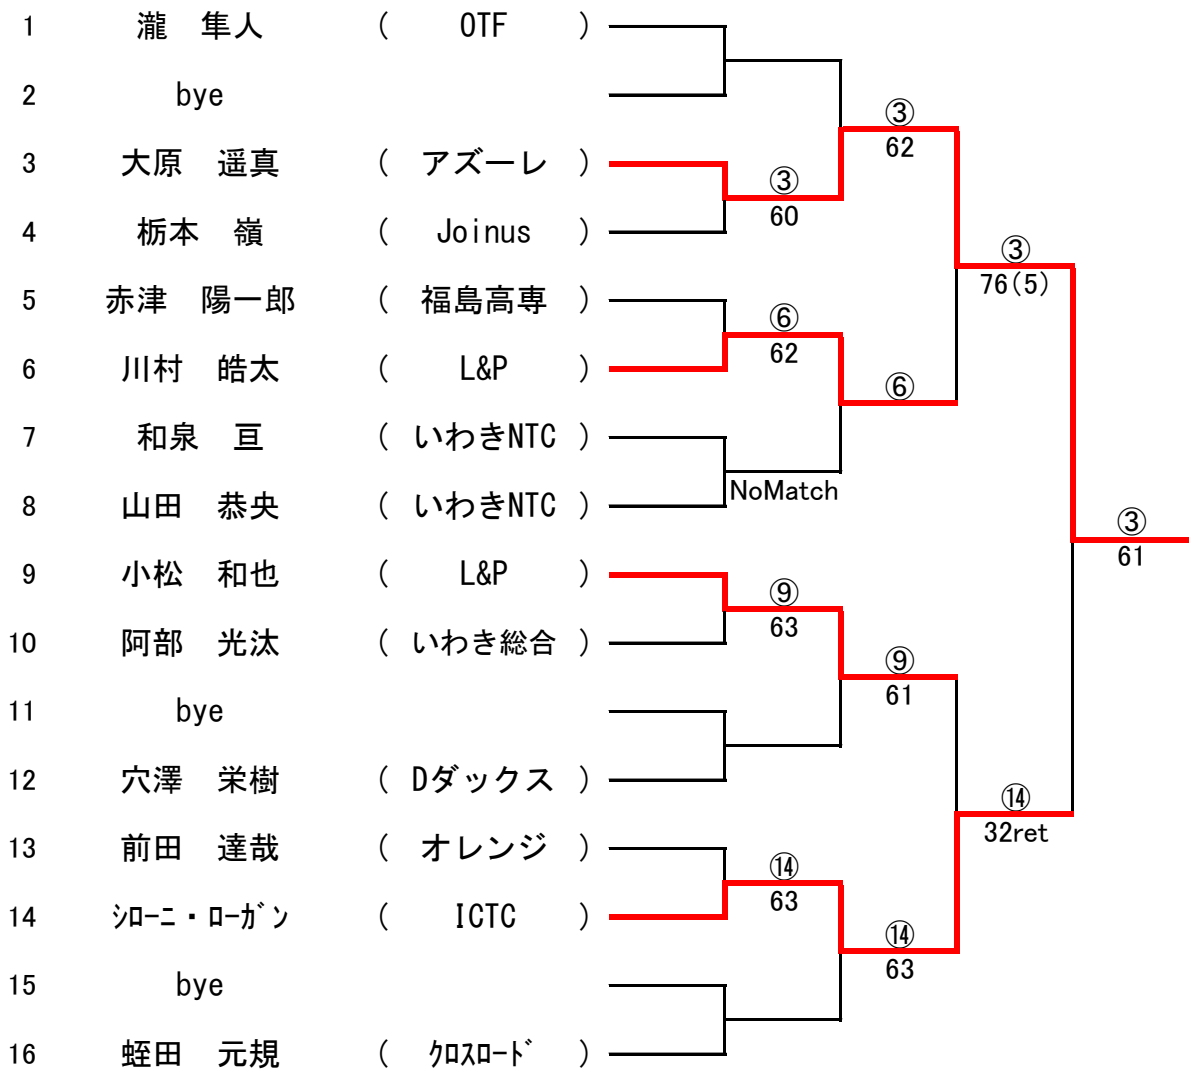 1 瀧 隼人 ( OTF )
2 bye
③
62
3 大原 遥真 ( アズーレ )
③
60
4 栃本 嶺 ( Joinus )
③
76(5)
5 赤津 陽一郎 ( 福島高専 )
⑥
62
6 川村 皓太 ( L&P )
⑥
7 和泉 亘 ( いわきNTC )
NoMatch
8 山田 恭央 ( いわきNTC )
③
61
9 小松 和也 ( L&P )
⑨
63
10 阿部 光汰 ( いわき総合 )
⑨
61
11 bye
12 穴澤 栄樹 ( Dダックス )
⑭
32ret
13 前田 達哉 ( オレンジ )
⑭
63
14 ｼﾛｰﾆ・ﾛｰｶﾞﾝ ( ICTC )
⑭
63
15 bye
16 蛭田 元規 ( ｸﾛｽﾛｰﾄﾞ )